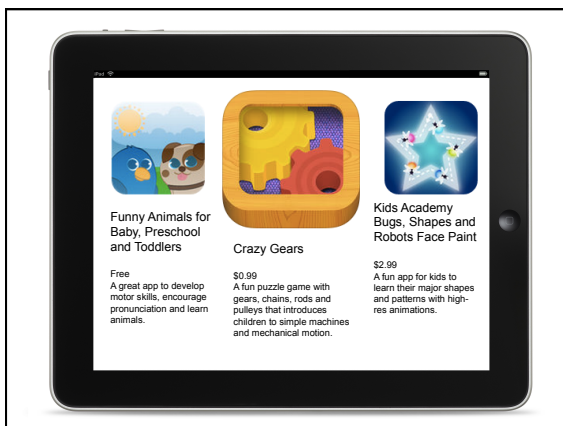 iPad
Funny Animals for
Baby, Preschool
and Toddlers
Free
A great app to develop
motor skills, encourage
pronunciation and learn
animals.
Crazy Gears
$0.99
A fun puzzle game with
gears, chains, rods and
pulleys that introduces
children to simple machines
and mechanical motion.
Kids Academy
Bugs, Shapes and
Robots Face Paint
$2.99
A fun app for kids to
learn their major shapes
and patterns with high-
res animations.